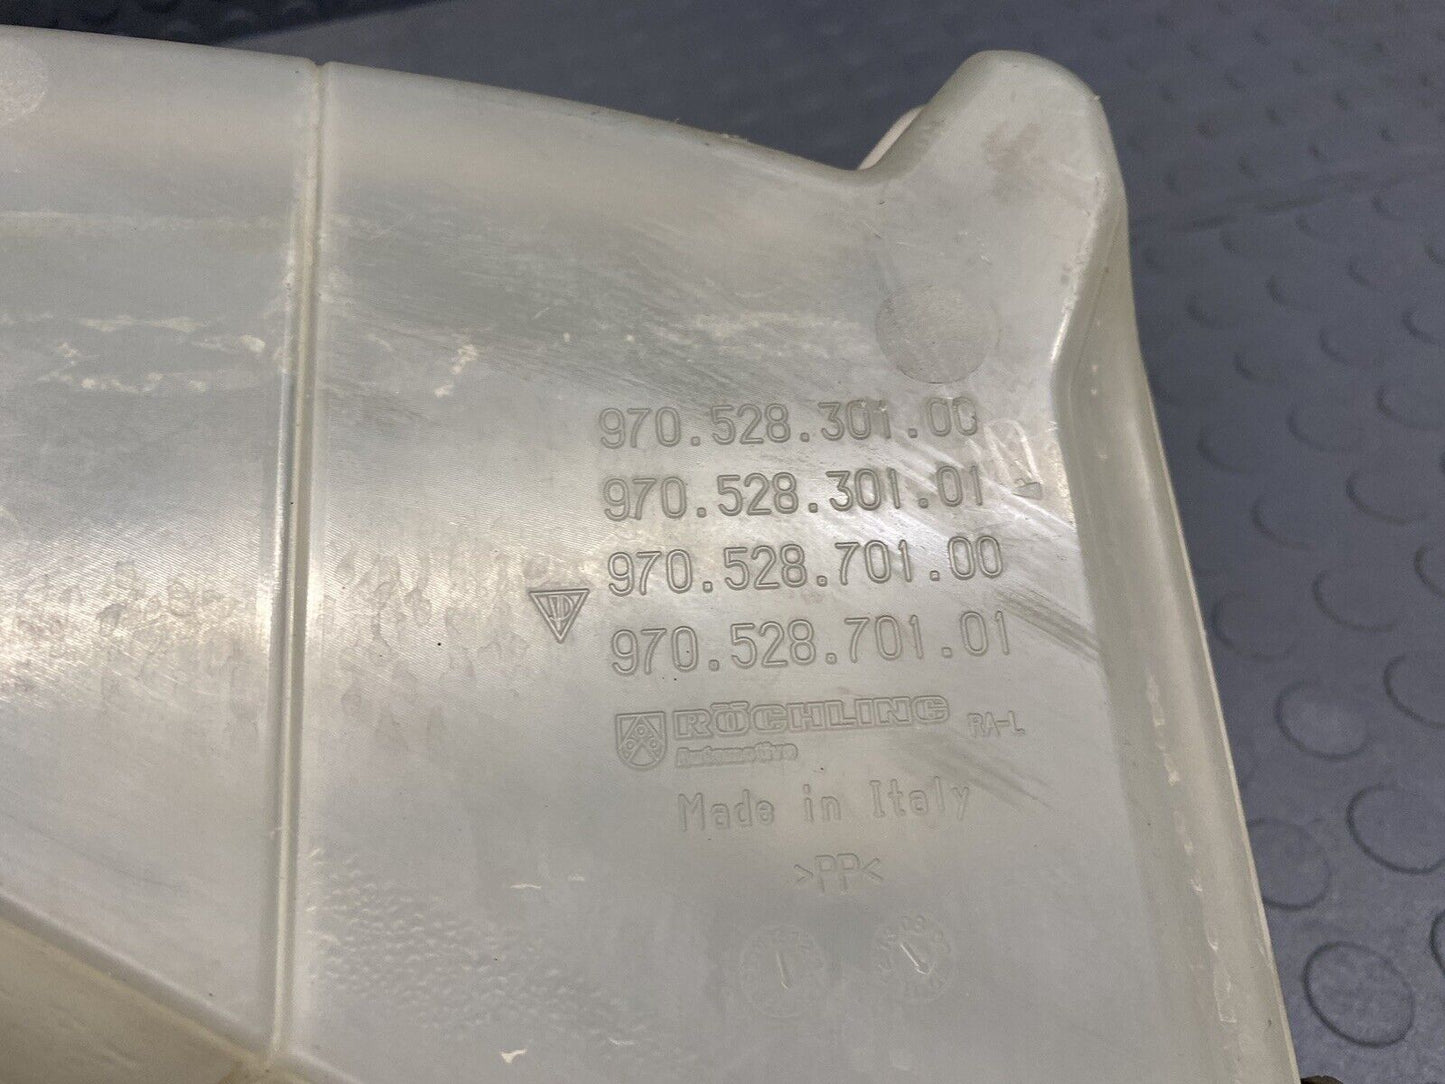 970.528.301.00
970.528.301.01
970.528.701.00
970.528.701.01
RÖCHLING RA-L
Automotive
Made in Italy
>PP<